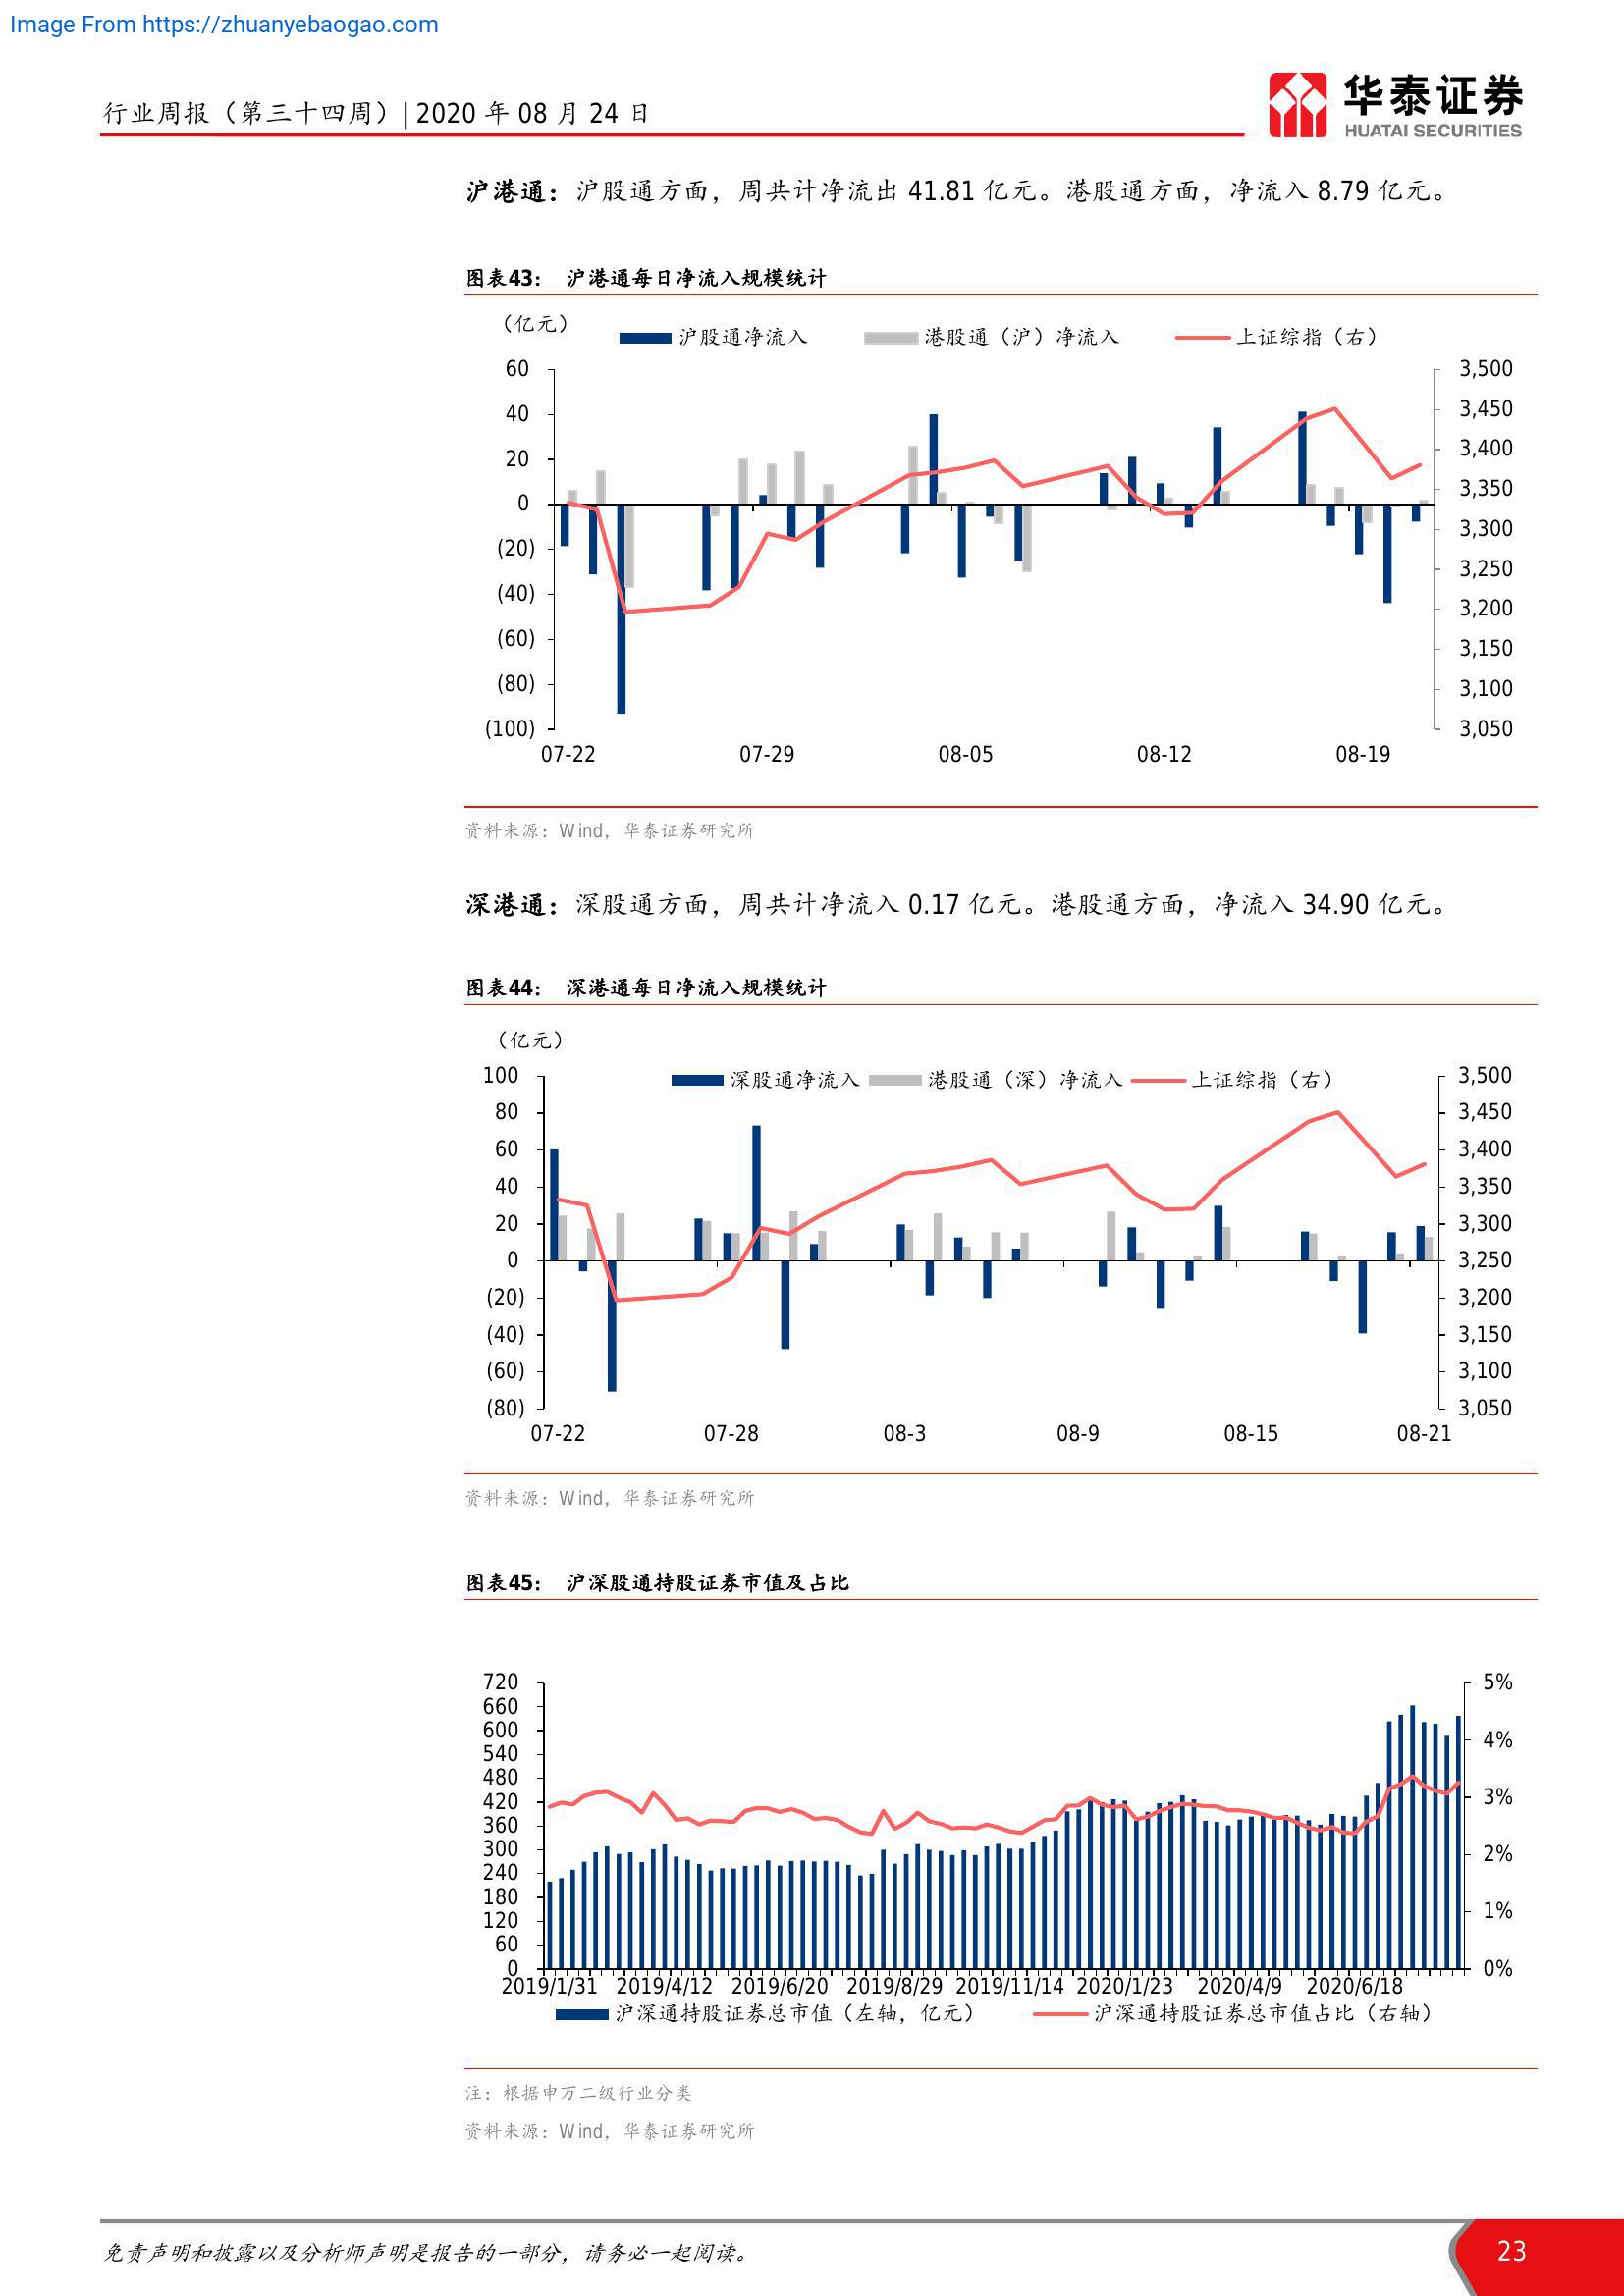 Image From https://zhuanyebaogao.com
行业周报（第三十四周）| 2020 年 08 月 24 日
华泰证券
HUATAI SECURITIES
沪港通：沪股通方面，周共计净流出 41.81 亿元。港股通方面，净流入 8.79 亿元。
图表43： 沪港通每日净流入规模统计
（亿元）
沪股通净流入 港股通（沪）净流入 上证综指（右）
60 3,500
3,450
40
3,400
20
3,350
0
3,300
(20)
3,250
(40)
3,200
(60)
3,150
(80)
3,100
(100) 3,050
07-22 07-29 08-05 08-12 08-19
资料来源：Wind，华泰证券研究所
深港通：深股通方面，周共计净流入 0.17 亿元。港股通方面，净流入 34.90 亿元。
图表44： 深港通每日净流入规模统计
（亿元）
深股通净流入 港股通（深）净流入 上证综指（右）
100 3,500
80 3,450
60 3,400
40 3,350
20 3,300
0 3,250
(20) 3,200
(40) 3,150
(60) 3,100
(80) 3,050
07-22 07-28 08-3 08-9 08-15 08-21
资料来源：Wind，华泰证券研究所
图表45： 沪深股通持股证券市值及占比
720 5%
660
600
4%
540
480
3%
420
360
300
2%
240
180
1%
120
60
0 0%
2019/1/31 2019/4/12 2019/6/20 2019/8/29 2019/11/14 2020/1/23 2020/4/9 2020/6/18
沪深通持股证券总市值（左轴，亿元） 沪深通持股证券总市值占比（右轴）
注：根据申万二级行业分类
资料来源：Wind，华泰证券研究所
免责声明和披露以及分析师声明是报告的一部分，请务必一起阅读。
23